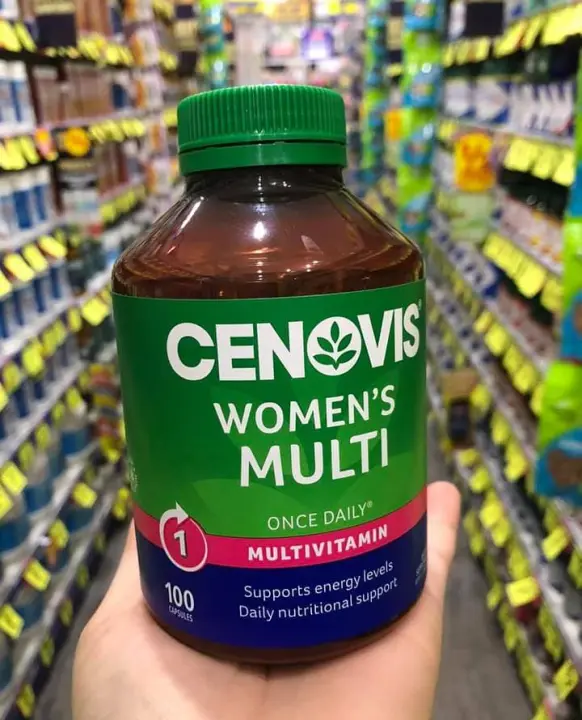 CENOVIS®
WOMEN'S
MULTI
ONCE DAILY®
1
MULTIVITAMIN
100
CAPSULES
Supports energy levels
Daily nutritional support